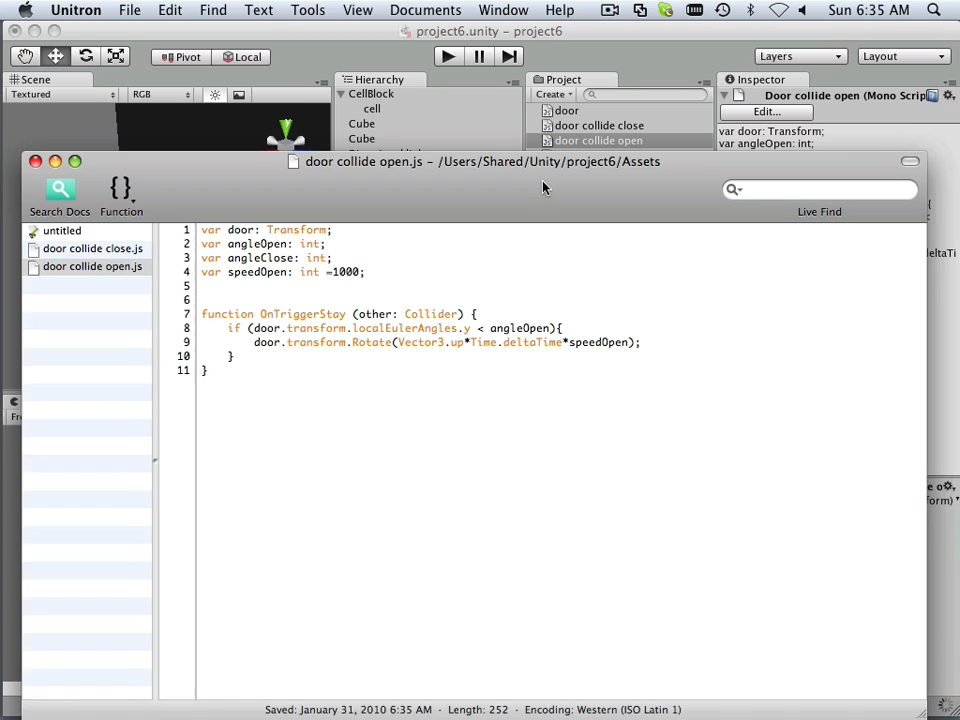 Unitron File Edit Find Text Tools View Documents Window Help Sun 6:35 AM
project6.unity – project6
Pivot Local Layers Layout
Scene Hierarchy Project Inspector
Textured RGB CellBlock Create Door collide open (Mono Scrip
cell door Edit...
Cube door collide close var door: Transform;
Cube door collide open var angleOpen: int;
door collide open.js – /Users/Shared/Unity/project6/Assets
{}
Search Docs Function Live Find
untitled
door collide close.js
door collide open.js
1 var door: Transform;
2 var angleOpen: int;
3 var angleClose: int;
4 var speedOpen: int =1000;
5
6
7 function OnTriggerStay (other: Collider) {
8 if (door.transform.localEulerAngles.y < angleOpen){
9 door.transform.Rotate(Vector3.up*Time.deltaTime*speedOpen);
10 }
11 }
{
deltaTi
Fr
e o
form)
Saved: January 31, 2010 6:35 AM · Length: 252 · Encoding: Western (ISO Latin 1)